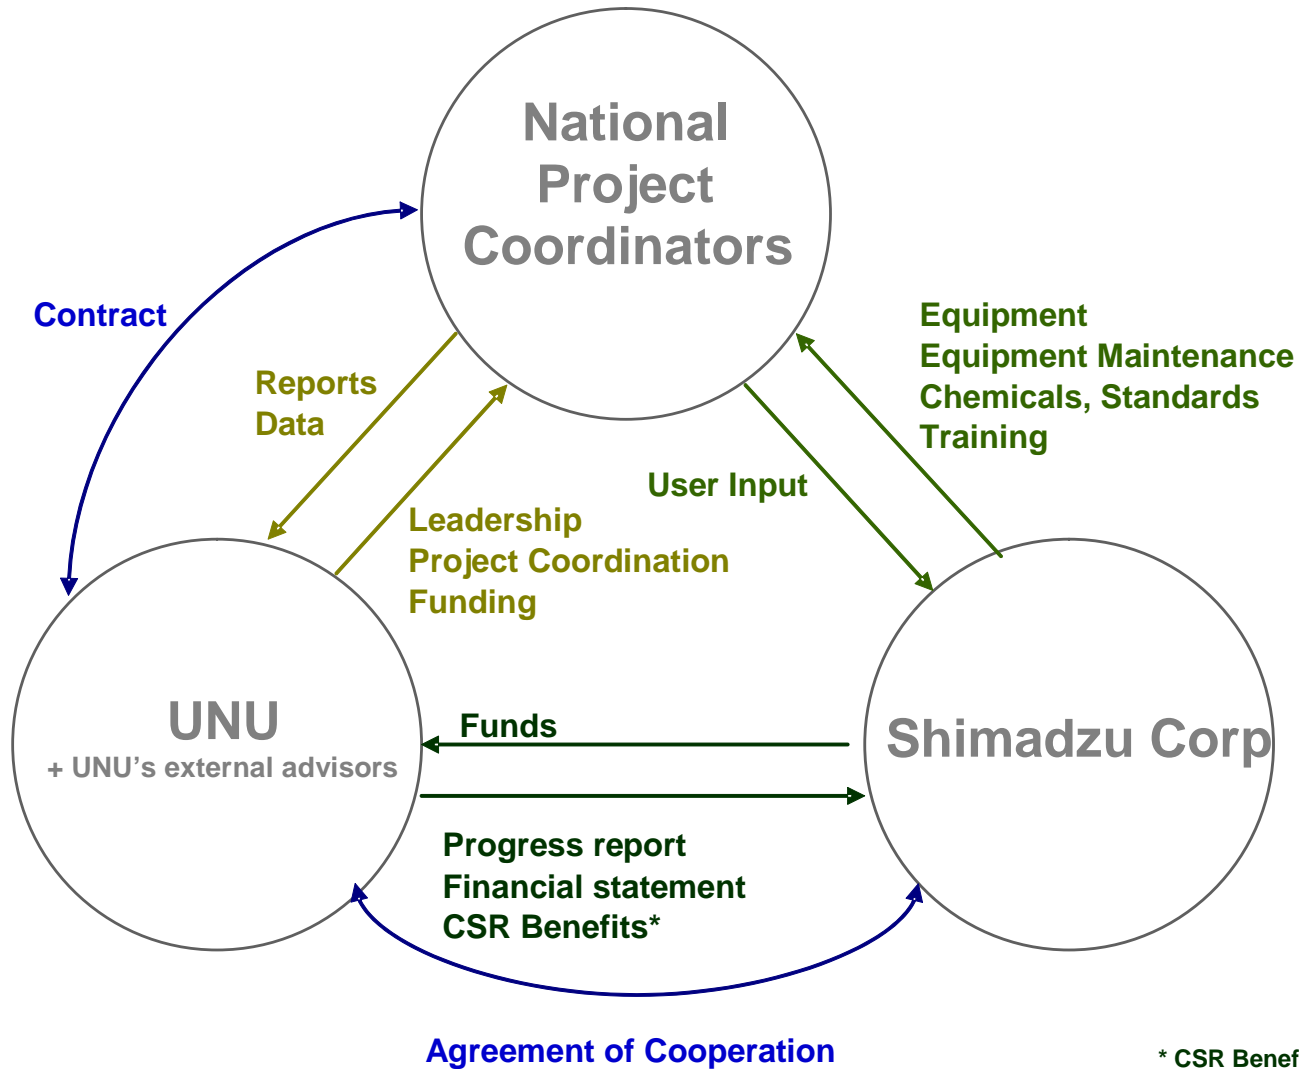 National
Project
Coordinators
Contract
Reports
Data
Equipment
Equipment Maintenance
Chemicals, Standards
Training
User Input
Leadership
Project Coordination
Funding
UNU
+ UNU’s external advisors
Funds
Shimadzu Corp
Progress report
Financial statement
CSR Benefits*
Agreement of Cooperation
* CSR Benef